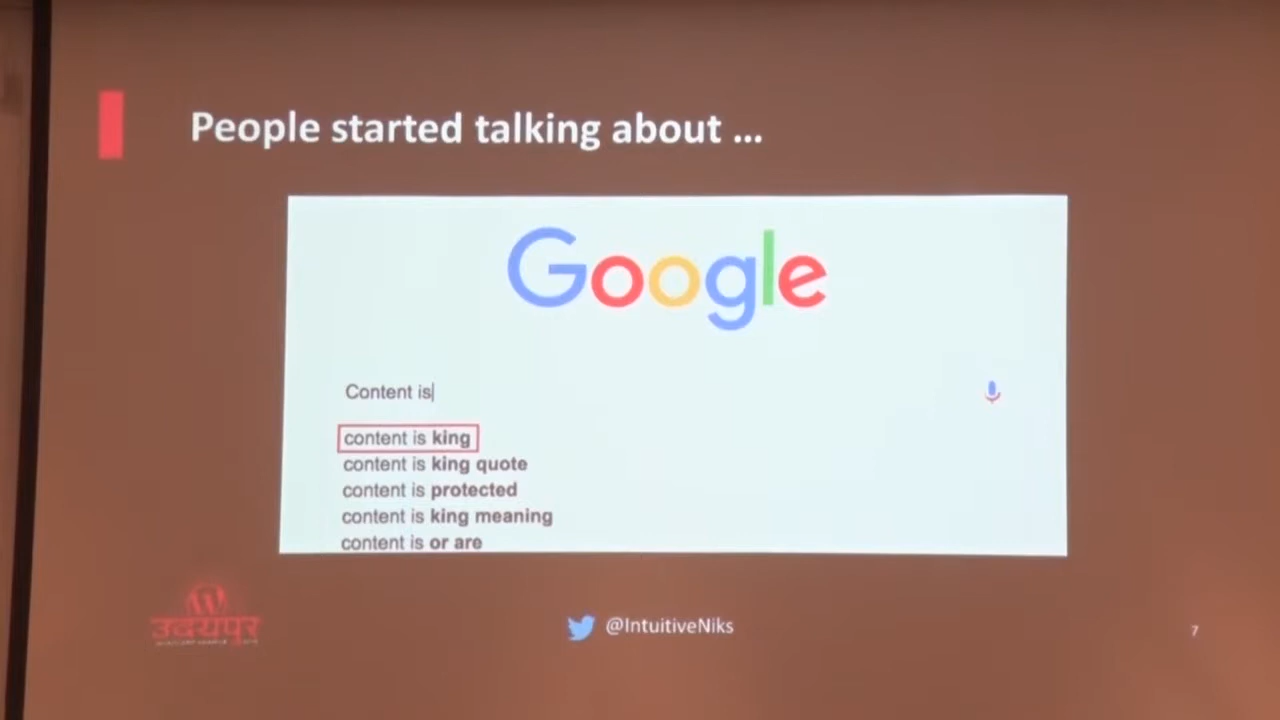 People started talking about ...
Google
Content is
content is king
content is king quote
content is protected
content is king meaning
content is or are
उदयपुर
@IntuitiveNiks
7